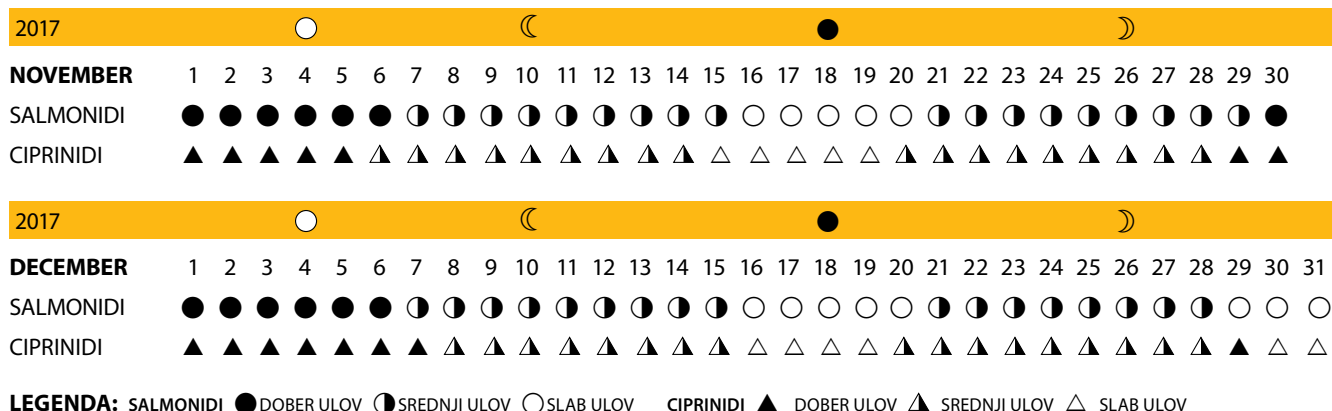 2017
NOVEMBER 1 2 3 4 5 6 7 8 9 10 11 12 13 14 15 16 17 18 19 20 21 22 23 24 25 26 27 28 29 30
SALMONIDI
CIPRINIDI
2017
DECEMBER 1 2 3 4 5 6 7 8 9 10 11 12 13 14 15 16 17 18 19 20 21 22 23 24 25 26 27 28 29 30 31
SALMONIDI
CIPRINIDI
LEGENDA: SALMONIDI DOBER ULOV SREDNJI ULOV SLAB ULOV CIPRINIDI DOBER ULOV SREDNJI ULOV SLAB ULOV